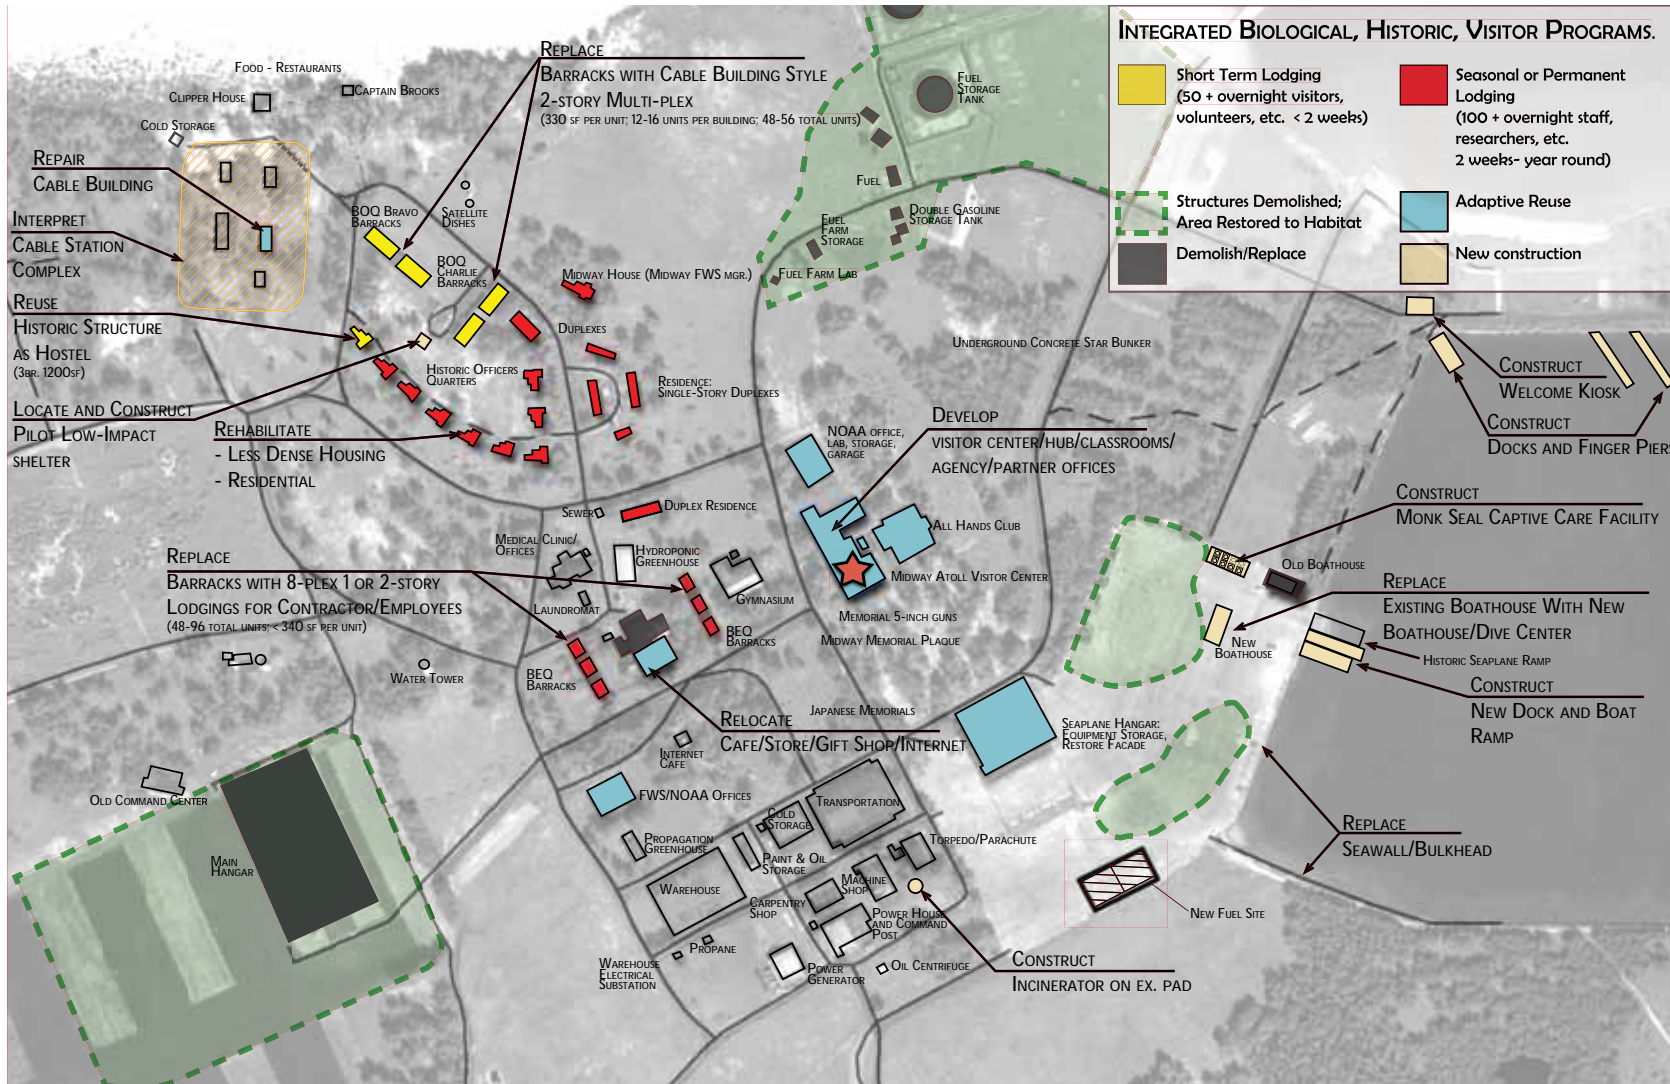 INTEGRATED BIOLOGICAL, HISTORIC, VISITOR PROGRAMS.
Short Term Lodging
(50 + overnight visitors,
volunteers, etc. < 2 weeks)
Seasonal or Permanent
Lodging
(100 + overnight staff,
researchers, etc.
2 weeks- year round)
Structures Demolished;
Area Restored to Habitat
Adaptive Reuse
Demolish/Replace
New construction
REPLACE
BARRACKS WITH CABLE BUILDING STYLE
2-STORY MULTI-PLEX
(330 SF PER UNIT; 12-16 UNITS PER BUILDING; 48-56 TOTAL UNITS)
FOOD - RESTAURANTS
CLIPPER HOUSE
CAPTAIN BROOKS
COLD STORAGE
REPAIR
CABLE BUILDING
INTERPRET
CABLE STATION
COMPLEX
REUSE
HISTORIC STRUCTURE
AS HOSTEL
(3BR. 1200SF)
LOCATE AND CONSTRUCT
PILOT LOW-IMPACT
SHELTER
REHABILITATE
- LESS DENSE HOUSING
- RESIDENTIAL
BOQ BRAVO
BARRACKS
SATELLITE
DISHES
BOQ
CHARLIE
BARRACKS
MIDWAY HOUSE (MIDWAY FWS MGR.)
DUPLEXES
HISTORIC OFFICERS
QUARTERS
RESIDENCE:
SINGLE-STORY DUPLEXES
FUEL
STORAGE
TANK
FUEL
DOUBLE GASOLINE
STORAGE TANK
FUEL
FARM
STORAGE
FUEL FARM LAB
UNDERGROUND CONCRETE STAR BUNKER
CONSTRUCT
WELCOME KIOSK
CONSTRUCT
DOCKS AND FINGER PIERS
DEVELOP
VISITOR CENTER/HUB/CLASSROOMS/
AGENCY/PARTNER OFFICES
NOAA OFFICE,
LAB, STORAGE,
GARAGE
ALL HANDS CLUB
MIDWAY ATOLL VISITOR CENTER
MEMORIAL 5-INCH GUNS
MIDWAY MEMORIAL PLAQUE
CONSTRUCT
MONK SEAL CAPTIVE CARE FACILITY
OLD BOATHOUSE
REPLACE
EXISTING BOATHOUSE WITH NEW
BOATHOUSE/DIVE CENTER
NEW
BOATHOUSE
HISTORIC SEAPLANE RAMP
CONSTRUCT
NEW DOCK AND BOAT
RAMP
SEWER
DUPLEX RESIDENCE
MEDICAL CLINIC/
OFFICES
HYDROPONIC
GREENHOUSE
GYMNASIUM
LAUNDROMAT
REPLACE
BARRACKS WITH 8-PLEX 1 OR 2-STORY
LODGINGS FOR CONTRACTOR/EMPLOYEES
(48-96 TOTAL UNITS; < 340 SF PER UNIT)
BEQ
BARRACKS
BEQ
BARRACKS
WATER TOWER
RELOCATE
CAFE/STORE/GIFT SHOP/INTERNET
JAPANESE MEMORIALS
SEAPLANE HANGAR:
EQUIPMENT STORAGE,
RESTORE FACADE
INTERNET
CAFE
FWS/NOAA OFFICES
OLD COMMAND CENTER
MAIN
HANGAR
TRANSPORTATION
COLD
STORAGE
PROPAGATION
GREENHOUSE
PAINT & OIL
STORAGE
TORPEDO/PARACHUTE
WAREHOUSE
MACHINE
SHOP
CARPENTRY
SHOP
POWER HOUSE
AND COMMAND
POST
PROPANE
WAREHOUSE
ELECTRICAL
SUBSTATION
POWER
GENERATOR
OIL CENTRIFUGE
CONSTRUCT
INCINERATOR ON EX. PAD
NEW FUEL SITE
REPLACE
SEAWALL/BULKHEAD